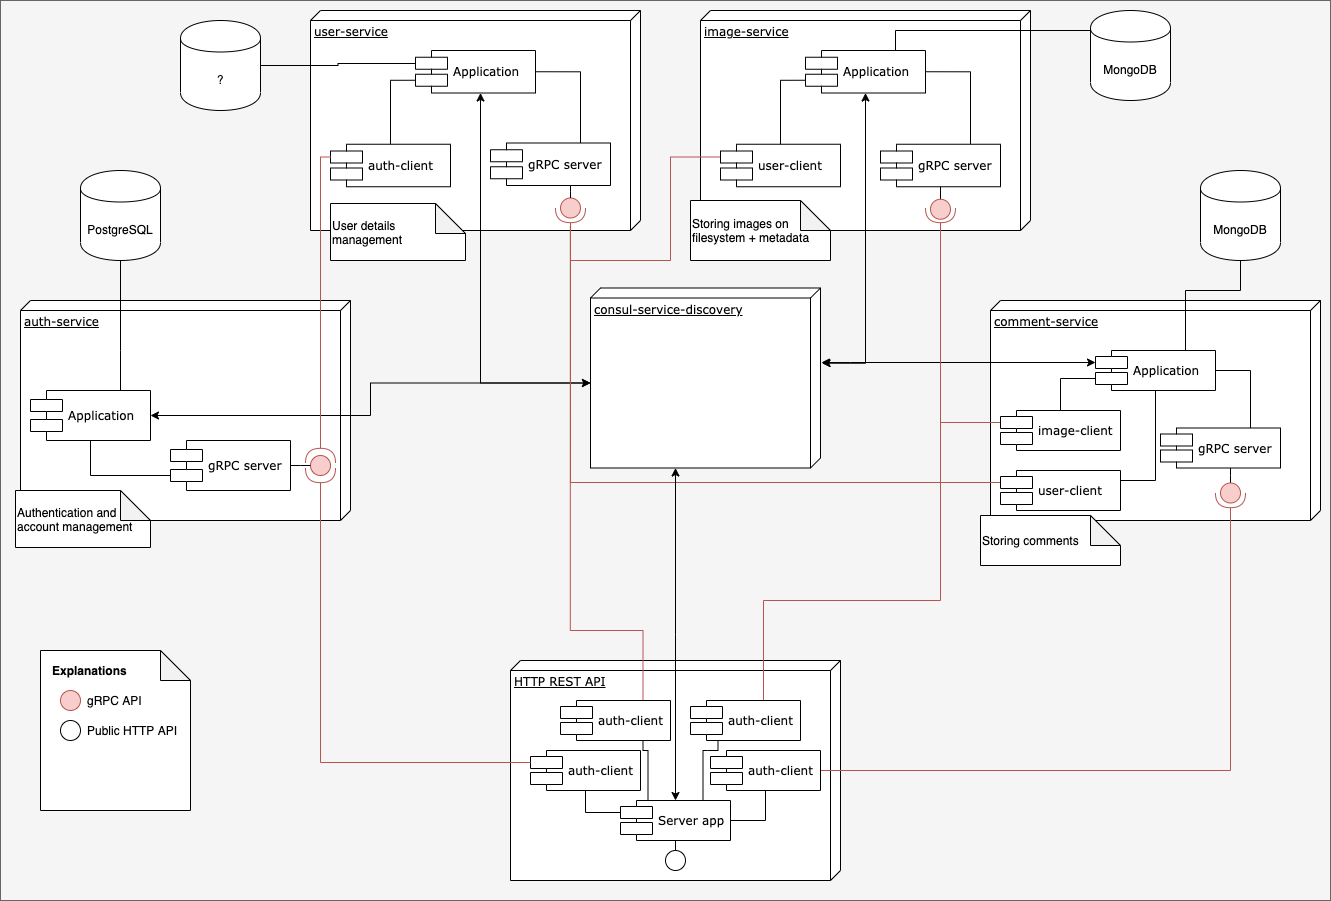 user-service
image-service
?
Application
Application
MongoDB
auth-client
gRPC server
user-client
gRPC server
User details
management
Storing images on
filesystem + metadata
PostgreSQL
MongoDB
auth-service
consul-service-discovery
comment-service
Application
Application
image-client
gRPC server
gRPC server
user-client
Authentication and
account management
Storing comments
Explanations
gRPC API
Public HTTP API
HTTP REST API
auth-client
auth-client
auth-client
auth-client
Server app